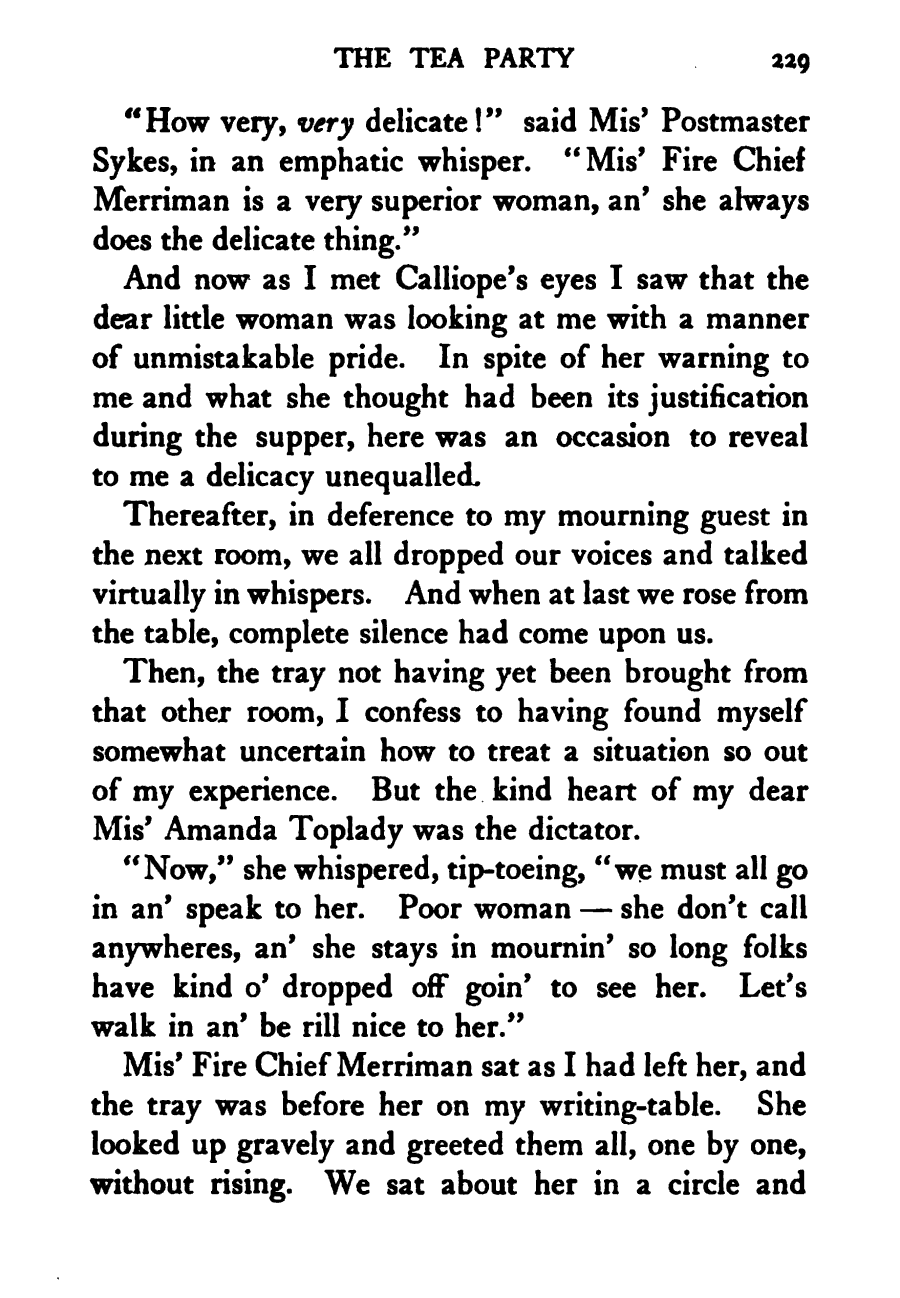 THE TEA PARTY 229
“How very, very delicate!” said Mis’ Postmaster
Sykes, in an emphatic whisper. “Mis’ Fire Chief
Merriman is a very superior woman, an’ she always
does the delicate thing.”
And now as I met Calliope’s eyes I saw that the
dear little woman was looking at me with a manner
of unmistakable pride. In spite of her warning to
me and what she thought had been its justification
during the supper, here was an occasion to reveal
to me a delicacy unequalled.
Thereafter, in deference to my mourning guest in
the next room, we all dropped our voices and talked
virtually in whispers. And when at last we rose from
the table, complete silence had come upon us.
Then, the tray not having yet been brought from
that other room, I confess to having found myself
somewhat uncertain how to treat a situation so out
of my experience. But the kind heart of my dear
Mis’ Amanda Toplady was the dictator.
“Now,” she whispered, tip-toeing, “we must all go
in an’ speak to her. Poor woman — she don’t call
anywheres, an’ she stays in mournin’ so long folks
have kind o’ dropped off goin’ to see her. Let’s
walk in an’ be rill nice to her.”
Mis’ Fire Chief Merriman sat as I had left her, and
the tray was before her on my writing-table. She
looked up gravely and greeted them all, one by one,
without rising. We sat about her in a circle and